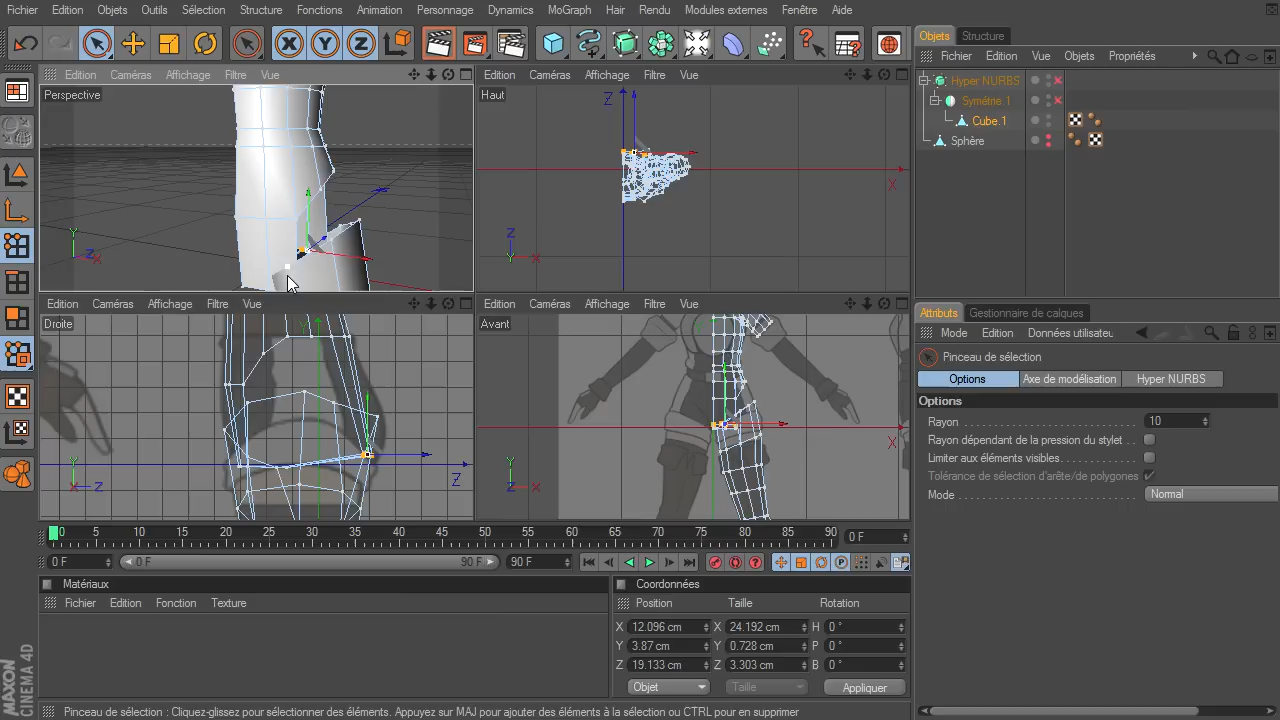 Fichier Edition Outils Sélection Structure Fonctions Animation Personnage Dynamics MoGraph Hair Rendu Modules externes Fenêtre Aide
Edition Caméras Affichage Filtre Vue
Perspective
Y
Z
X
Edition Caméras Affichage Filtre Vue
Haut
Z
X
Z
Y
X
Edition Caméras Affichage Filtre Vue
Droite
Y
Z
Y
X
Z
Edition Caméras Affichage Filtre Vue
Avant
X
Y
Z
X
Objets Structure
Fichier Edition Vue Objets Propriétés
Hyper NURBS
Symétrie.1
Cube.1
Sphère
Attributs Gestionnaire de calques
Mode Edition Données utilisateu
Pinceau de sélection
Options Axe de modélisation Hyper NURBS
Options
Rayon 10
Rayon dépendant de la pression du stylet
Limiter aux éléments visibles
Tolérance de sélection d'arête/de polygones
Mode Normal
0 5 10 15 20 25 30 35 40 45 50 55 60 65 70 75 80 85 90 0 F
0 F 0 F 90 F 90 F
Matériaux
Fichier Edition Fonction Texture
Coordonnées
Position Taille Rotation
X 12.096 cm X 24.192 cm H 0 °
Y 3.87 cm Y 0.728 cm P 0 °
Z 19.133 cm Z 3.303 cm B 0 °
Objet Taille Appliquer
MAXON
CINEMA 4D
Pinceau de sélection : Cliquez-glissez pour sélectionner des éléments. Appuyez sur MAJ pour ajouter des éléments à la sélection ou CTRL pour en supprimer